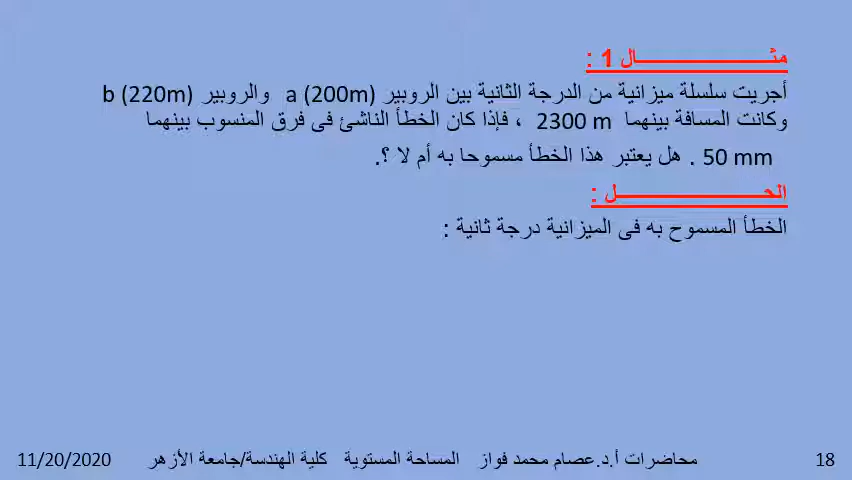 مثـــــــــــــــــــــال 1 :
أجريت سلسلة ميزانية من الدرجة الثانية بين الروبير a (200m) والروبير b (220m)
وكانت المسافة بينهما 2300 m ، فإذا كان الخطأ الناشئ فى فرق المنسوب بينهما
50 mm . هل يعتبر هذا الخطأ مسموحا به أم لا ؟.
الحـــــــــــــــــــــــل :
الخطأ المسموح به فى الميزانية درجة ثانية :
11/20/2020 محاضرات أ.د.عصام محمد فواز المساحة المستوية كلية الهندسة/جامعة الأزهر 18